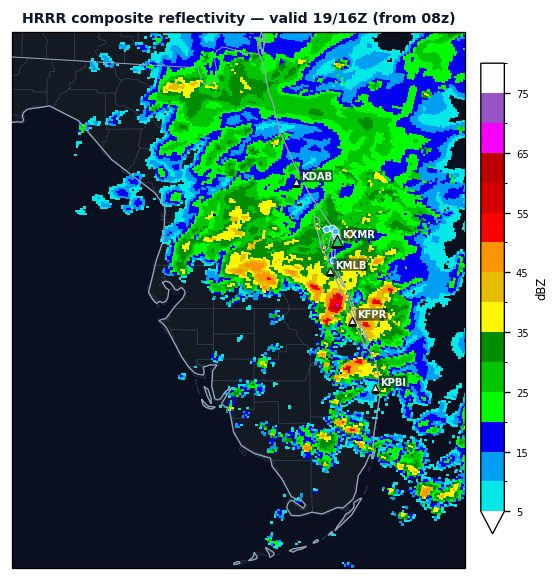 HRRR composite reflectivity — valid 19/16Z (from 08z)
KDAB
KXMR
KMLB
KFPR
KPBI
75
65
55
45
35
25
15
5
dBZ